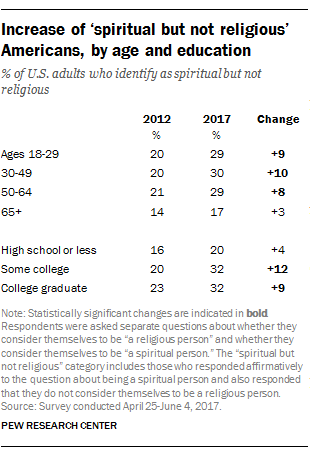 Increase of ‘spiritual but not religious’
Americans, by age and education
% of U.S. adults who identify as spiritual but not
religious
2012 2017 Change
% %
Ages 18-29 20 29 +9
30-49 20 30 +10
50-64 21 29 +8
65+ 14 17 +3
High school or less 16 20 +4
Some college 20 32 +12
College graduate 23 32 +9
Note: Statistically significant changes are indicated in bold.
Respondents were asked separate questions about whether they
consider themselves to be “a religious person” and whether they
consider themselves to be “a spiritual person.” The “spiritual but
not religious” category includes those who responded affirmatively
to the question about being a spiritual person and also responded
that they do not consider themselves to be a religious person.
Source: Survey conducted April 25-June 4, 2017.
PEW RESEARCH CENTER